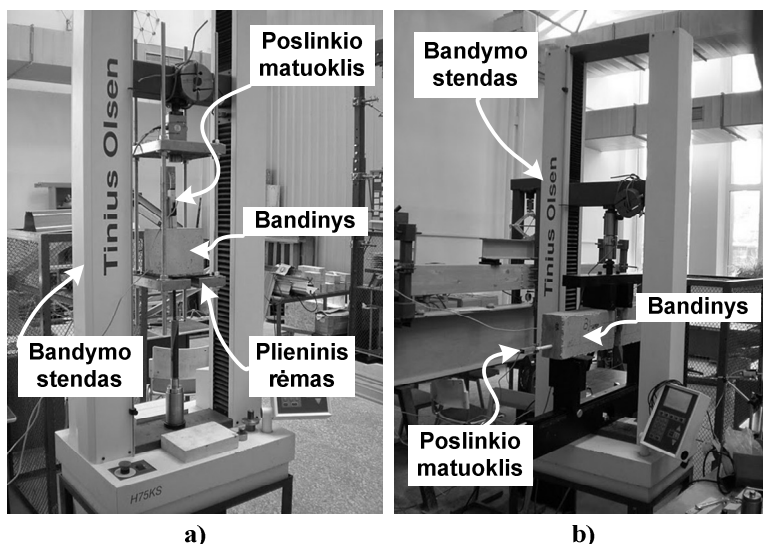 Poslinkio
matuoklis
Tinius Olsen
Bandinys
Bandymo
stendas
Plieninis
rėmas
H75KS
a)
Bandymo
stendas
Tinius Olsen
Bandinys
Poslinkio
matuoklis
b)